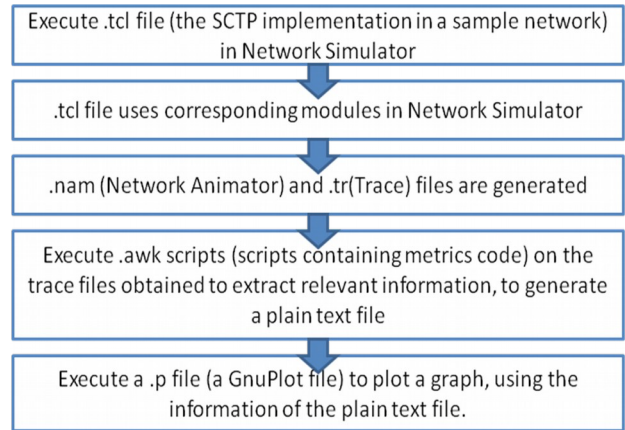 Execute .tcl file (the SCTP implementation in a sample network)
in Network Simulator
.tcl file uses corresponding modules in Network Simulator
.nam (Network Animator) and .tr(Trace) files are generated
Execute .awk scripts (scripts containing metrics code) on the
trace files obtained to extract relevant information, to generate
a plain text file
Execute a .p file (a GnuPlot file) to plot a graph, using the
information of the plain text file.